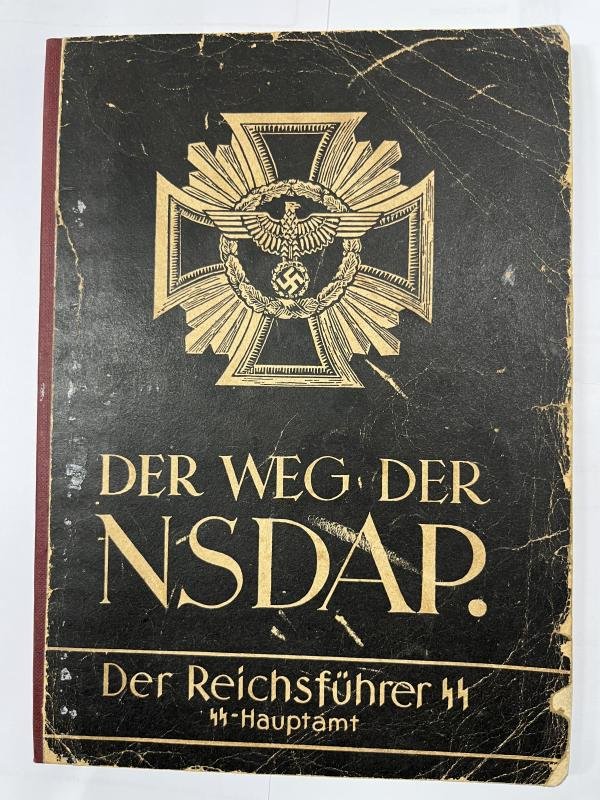 DER WEG DER
NSDAP.
Der Reichsführer SS
SS-Hauptamt